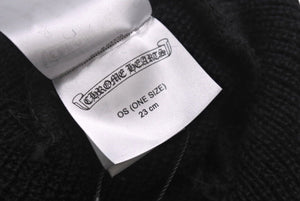 CHROME HEARTS
OS (ONE SIZE)
23 cm